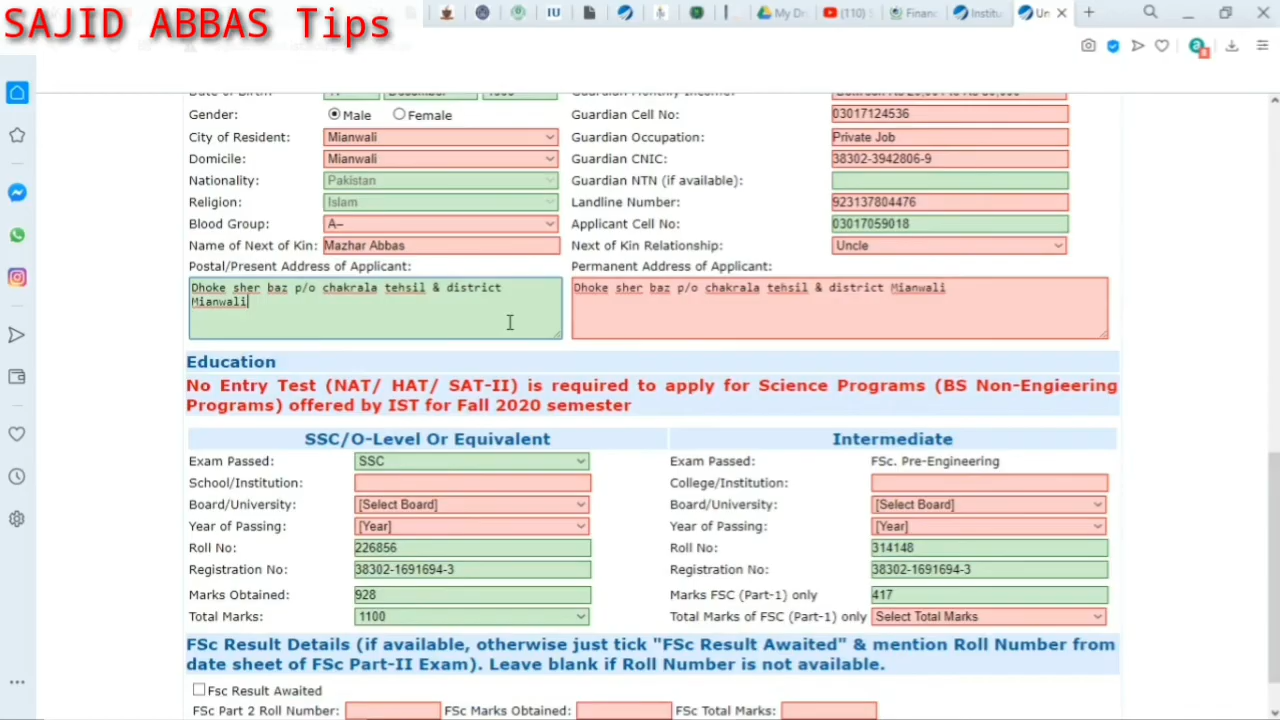 SAJID ABBAS Tips
IU
My Dr
(110)
Financ
Institu
Un
Gender: Male Female Guardian Cell No: 03017124536
City of Resident: Mianwali Guardian Occupation: Private Job
Domicile: Mianwali Guardian CNIC: 38302-3942806-9
Nationality: Pakistan Guardian NTN (if available):
Religion: Islam Landline Number: 923137804476
Blood Group: A– Applicant Cell No: 03017059018
Name of Next of Kin: Mazhar Abbas Next of Kin Relationship: Uncle
Postal/Present Address of Applicant: Permanent Address of Applicant:
Dhoke sher baz p/o chakrala tehsil & district Dhoke sher baz p/o chakrala tehsil & district Mianwali
Mianwali
Education
No Entry Test (NAT/ HAT/ SAT-II) is required to apply for Science Programs (BS Non-Engieering
Programs) offered by IST for Fall 2020 semester
SSC/O-Level Or Equivalent Intermediate
Exam Passed: SSC Exam Passed: FSc. Pre-Engineering
School/Institution: College/Institution:
Board/University: [Select Board] Board/University: [Select Board]
Year of Passing: [Year] Year of Passing: [Year]
Roll No: 226856 Roll No: 314148
Registration No: 38302-1691694-3 Registration No: 38302-1691694-3
Marks Obtained: 928 Marks FSC (Part-1) only 417
Total Marks: 1100 Total Marks of FSC (Part-1) only Select Total Marks
FSc Result Details (if available, otherwise just tick "FSc Result Awaited" & mention Roll Number from
date sheet of FSc Part-II Exam). Leave blank if Roll Number is not available.
Fsc Result Awaited
FSc Part 2 Roll Number: FSc Marks Obtained: FSc Total Marks: